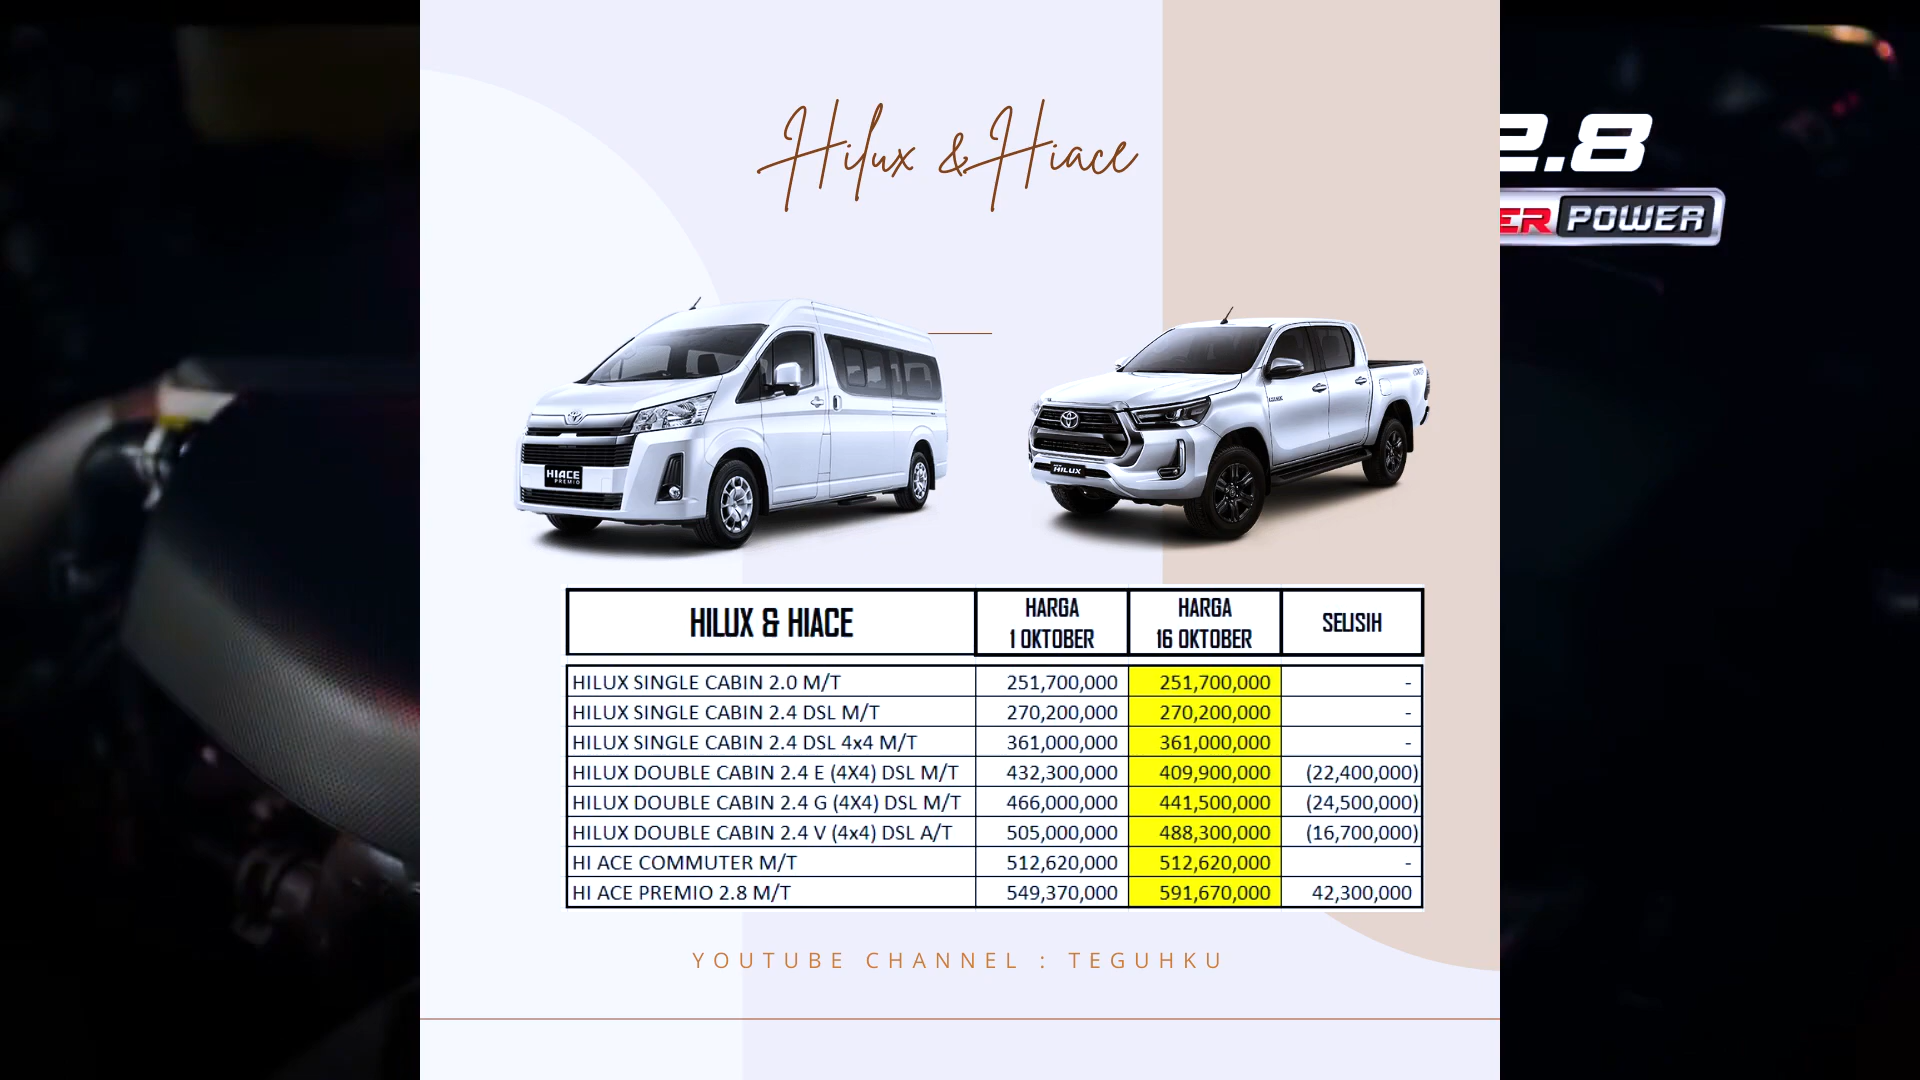 Hilux & Hiace
2.8
ER POWER
HIACE
PREMIO
HILUX
HILUX & HIACE
HARGA
1 OKTOBER
HARGA
16 OKTOBER
SELISIH
HILUX SINGLE CABIN 2.0 M/T 251,700,000 251,700,000 -
HILUX SINGLE CABIN 2.4 DSL M/T 270,200,000 270,200,000 -
HILUX SINGLE CABIN 2.4 DSL 4x4 M/T 361,000,000 361,000,000 -
HILUX DOUBLE CABIN 2.4 E (4X4) DSL M/T 432,300,000 409,900,000 (22,400,000)
HILUX DOUBLE CABIN 2.4 G (4X4) DSL M/T 466,000,000 441,500,000 (24,500,000)
HILUX DOUBLE CABIN 2.4 V (4x4) DSL A/T 505,000,000 488,300,000 (16,700,000)
HI ACE COMMUTER M/T 512,620,000 512,620,000 -
HI ACE PREMIO 2.8 M/T 549,370,000 591,670,000 42,300,000
YOUTUBE CHANNEL : TEGUHKU